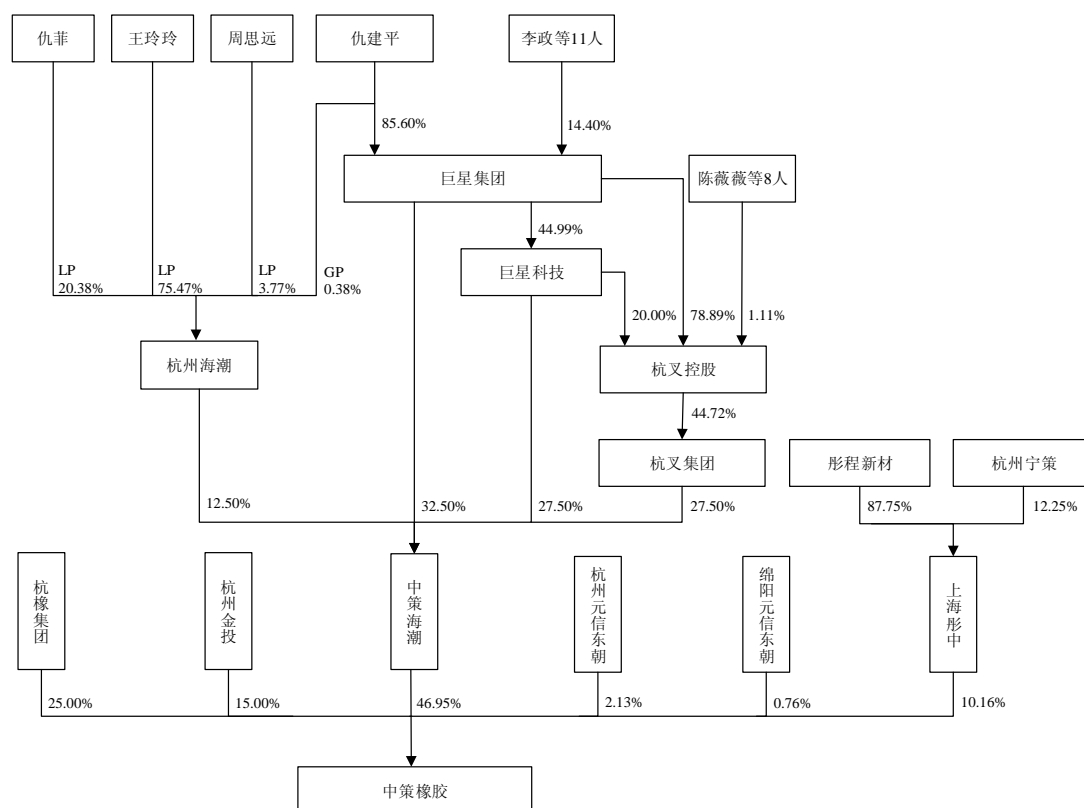 仇菲
王玲玲
周思远
仇建平
李政等11人
85.60%
14.40%
巨星集团
陈薇薇等8人
44.99%
巨星科技
LP
20.38%
LP
75.47%
LP
3.77%
GP
0.38%
20.00%
78.89%
1.11%
杭州海潮
杭叉控股
44.72%
杭叉集团
彤程新材
杭州宁策
12.50%
32.50%
27.50%
27.50%
87.75%
12.25%
杭橡集团
杭州金投
中策海潮
杭州元信东朝
绵阳元信东朝
上海彤中
25.00%
15.00%
46.95%
2.13%
0.76%
10.16%
中策橡胶